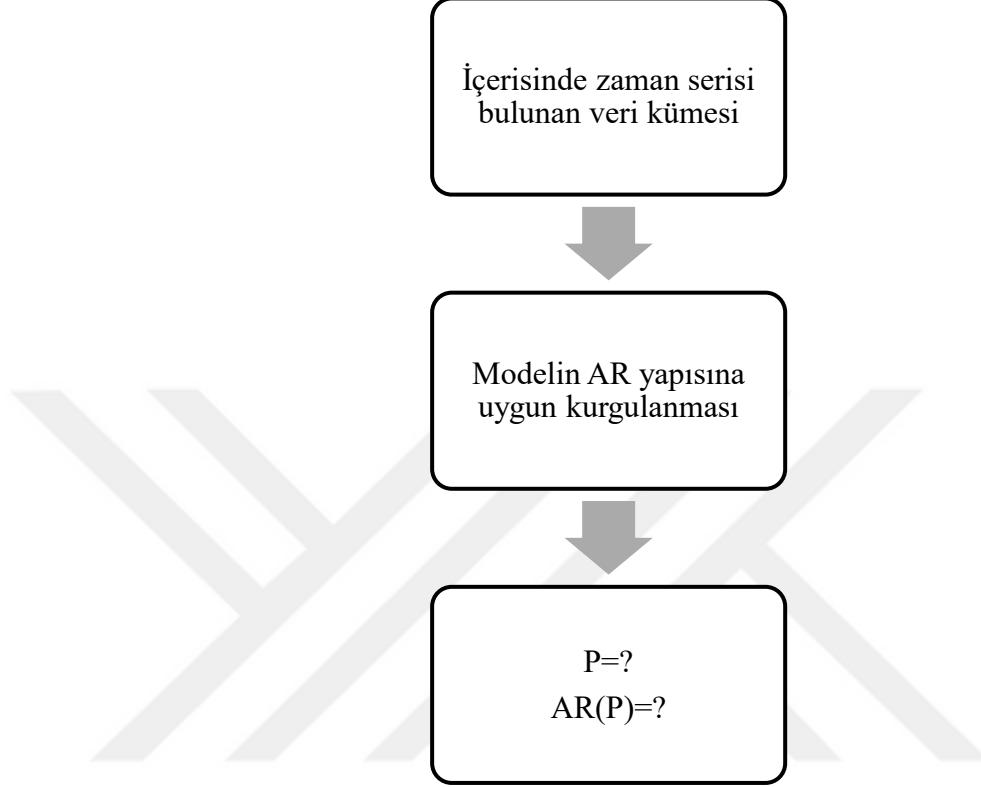 İçerisinde zaman serisi
bulunan veri kümesi
Modelin AR yapısına
uygun kurgulanması
P=?
AR(P)=?